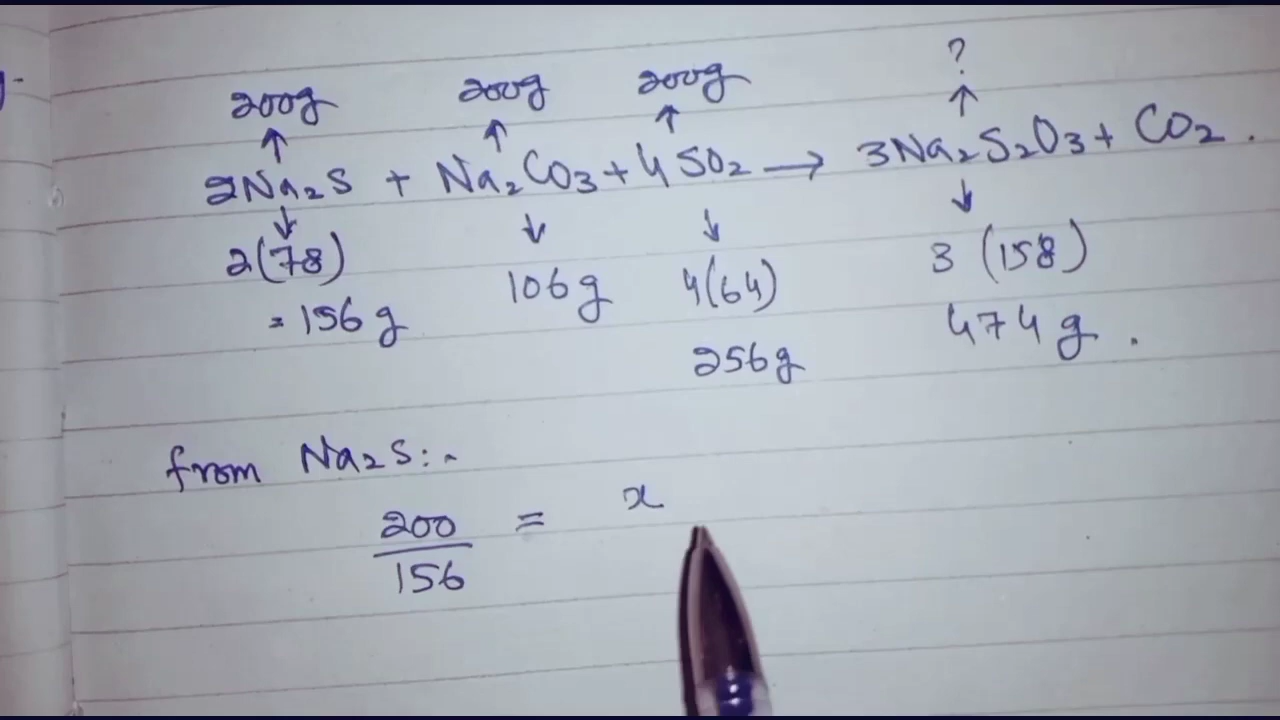 ?
200g 200g 200g
2Na2S + Na2CO3 + 4SO2 → 3Na2S2O3 + CO2 .
2(78) 106g 4(64) 3(158)
= 156g 256g 474g .
from Na2S:-
200/156 = x